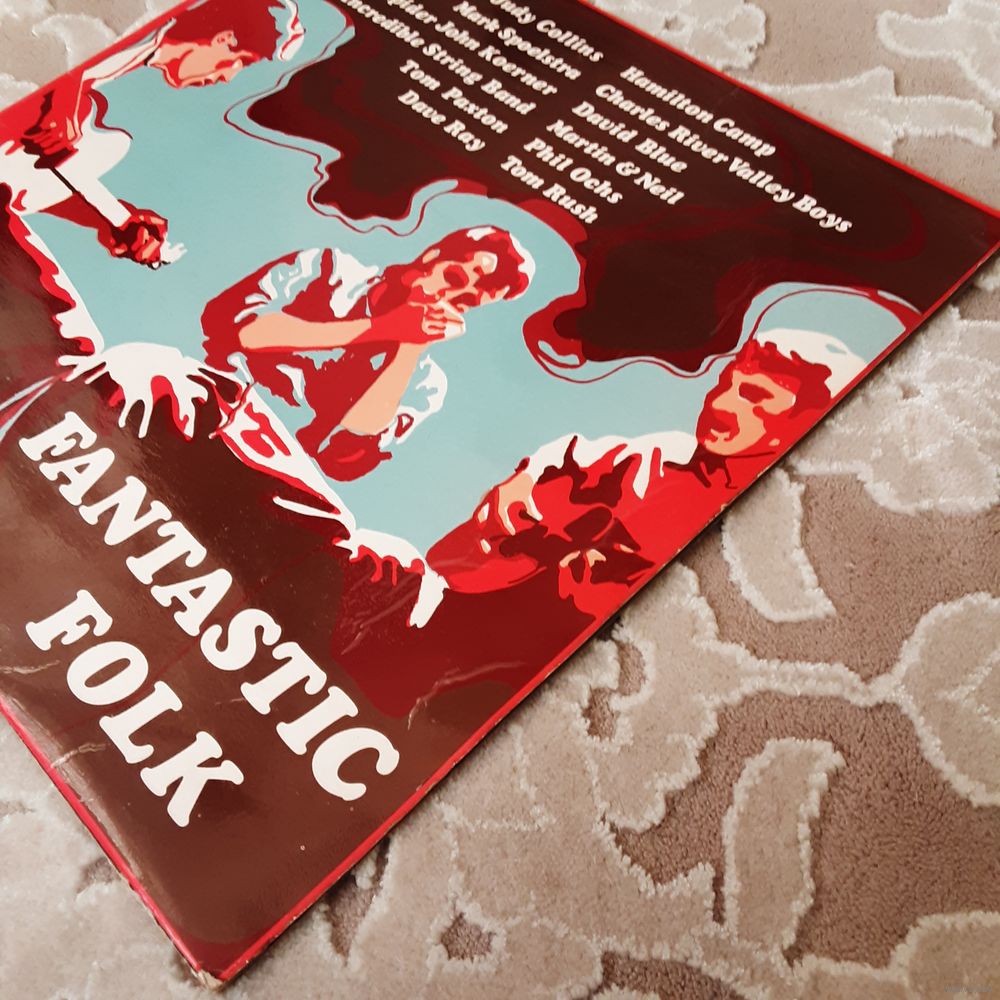 Judy Collins
Mark Spoelstra
Spider John Koerner
Incredible String Band
Tom Paxton
Dave Ray
Hamilton Camp
Charles River Valley Boys
David Blue
Martin & Neil
Phil Ochs
Tom Rush
FANTASTIC
FOLK